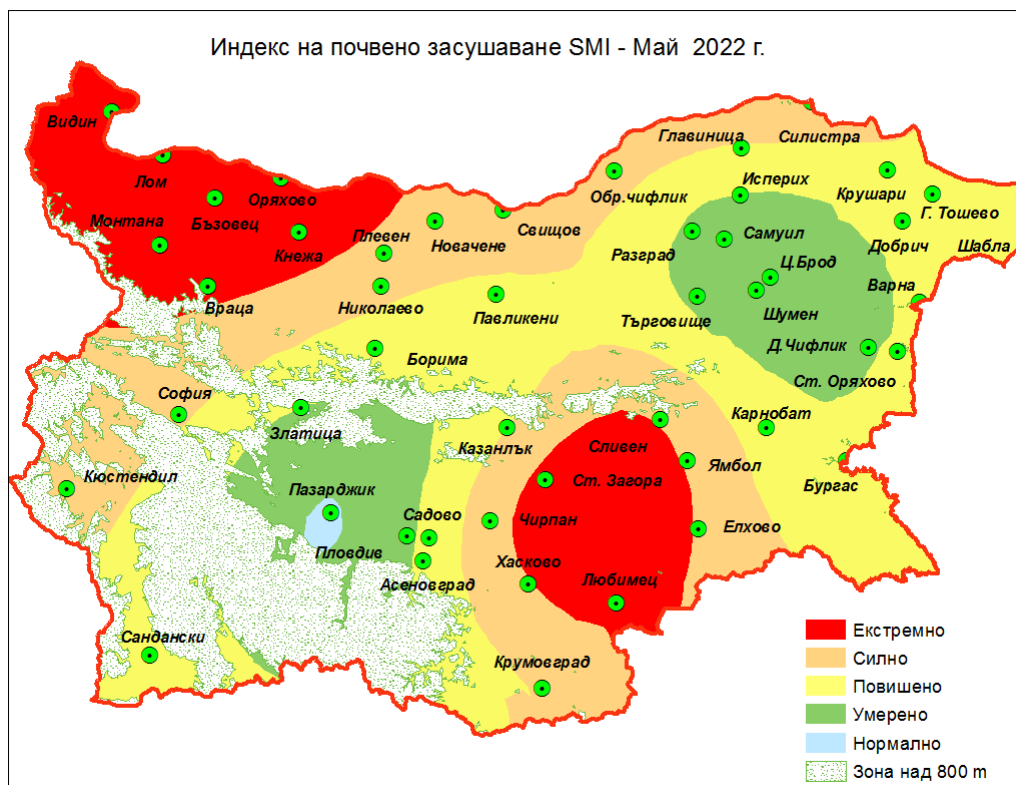 Индекс на почвено засушаване SMI - Май 2022 г.
Видин
Главиница
Силистра
Лом
Исперих
Обр.чифлик
Крушари
Оряхово
Г. Тошево
Монтана
Бъзовец
Свищов
Плевен
Новачене
Кнежа
Самуил
Добрич
Шабла
Разград
Ц.Брод
Варна
Враца
Николаево
Павликени
Търговище
Шумен
Борима
Д.Чифлик
Ст. Оряхово
София
Карнобат
Златица
Казанлък
Сливен
Ямбол
Кюстендил
Ст. Загора
Бургас
Пазарджик
Садово
Чирпан
Елхово
Пловдив
Хасково
Асеновград
Любимец
Сандански
Крумовград
Екстремно
Силно
Повишено
Умерено
Нормално
Зона над 800 m